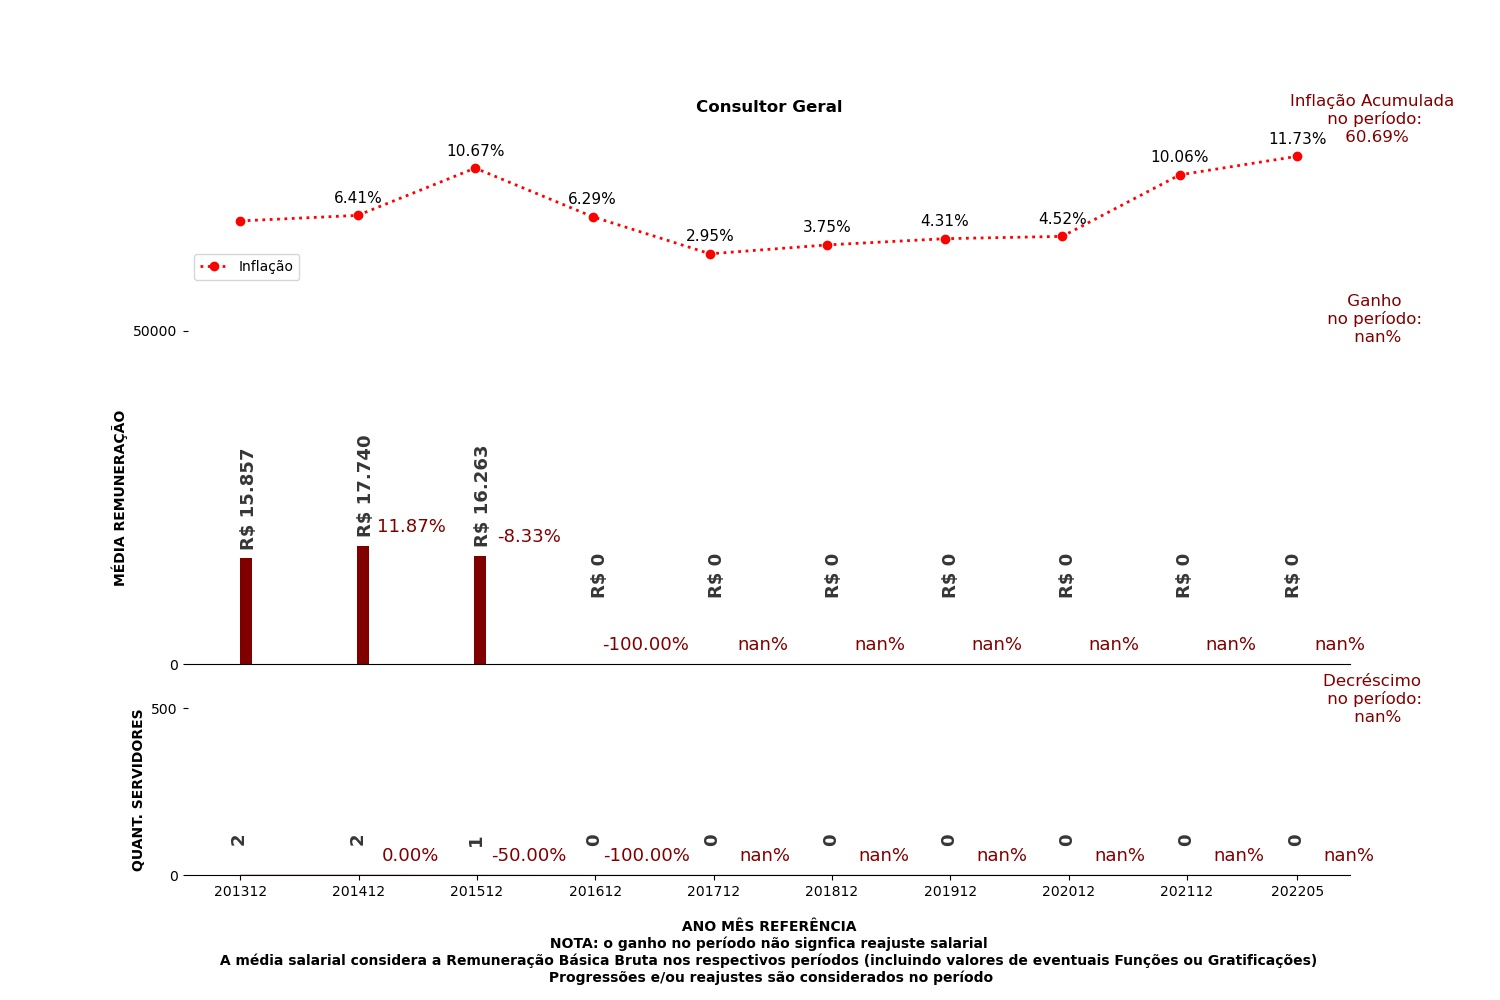 Consultor Geral
Inflação Acumulada
no período:
60.69%
6.41%
10.67%
6.29%
2.95%
3.75%
4.31%
4.52%
10.06%
11.73%
Inflação
Ganho
no período:
nan%
50000
0
MÉDIA REMUNERAÇÃO
R$ 15.857
R$ 17.740
R$ 16.263
R$ 0
R$ 0
R$ 0
R$ 0
R$ 0
R$ 0
R$ 0
11.87%
-8.33%
-100.00%
nan%
nan%
nan%
nan%
nan%
nan%
Decréscimo
no período:
nan%
500
0
QUANT. SERVIDORES
2
2
1
0
0
0
0
0
0
0
0.00%
-50.00%
-100.00%
nan%
nan%
nan%
nan%
nan%
nan%
201312
201412
201512
201612
201712
201812
201912
202012
202112
202205
ANO MÊS REFERÊNCIA
NOTA: o ganho no período não signfica reajuste salarial
A média salarial considera a Remuneração Básica Bruta nos respectivos períodos (incluindo valores de eventuais Funções ou Gratificações)
Progressões e/ou reajustes são considerados no período